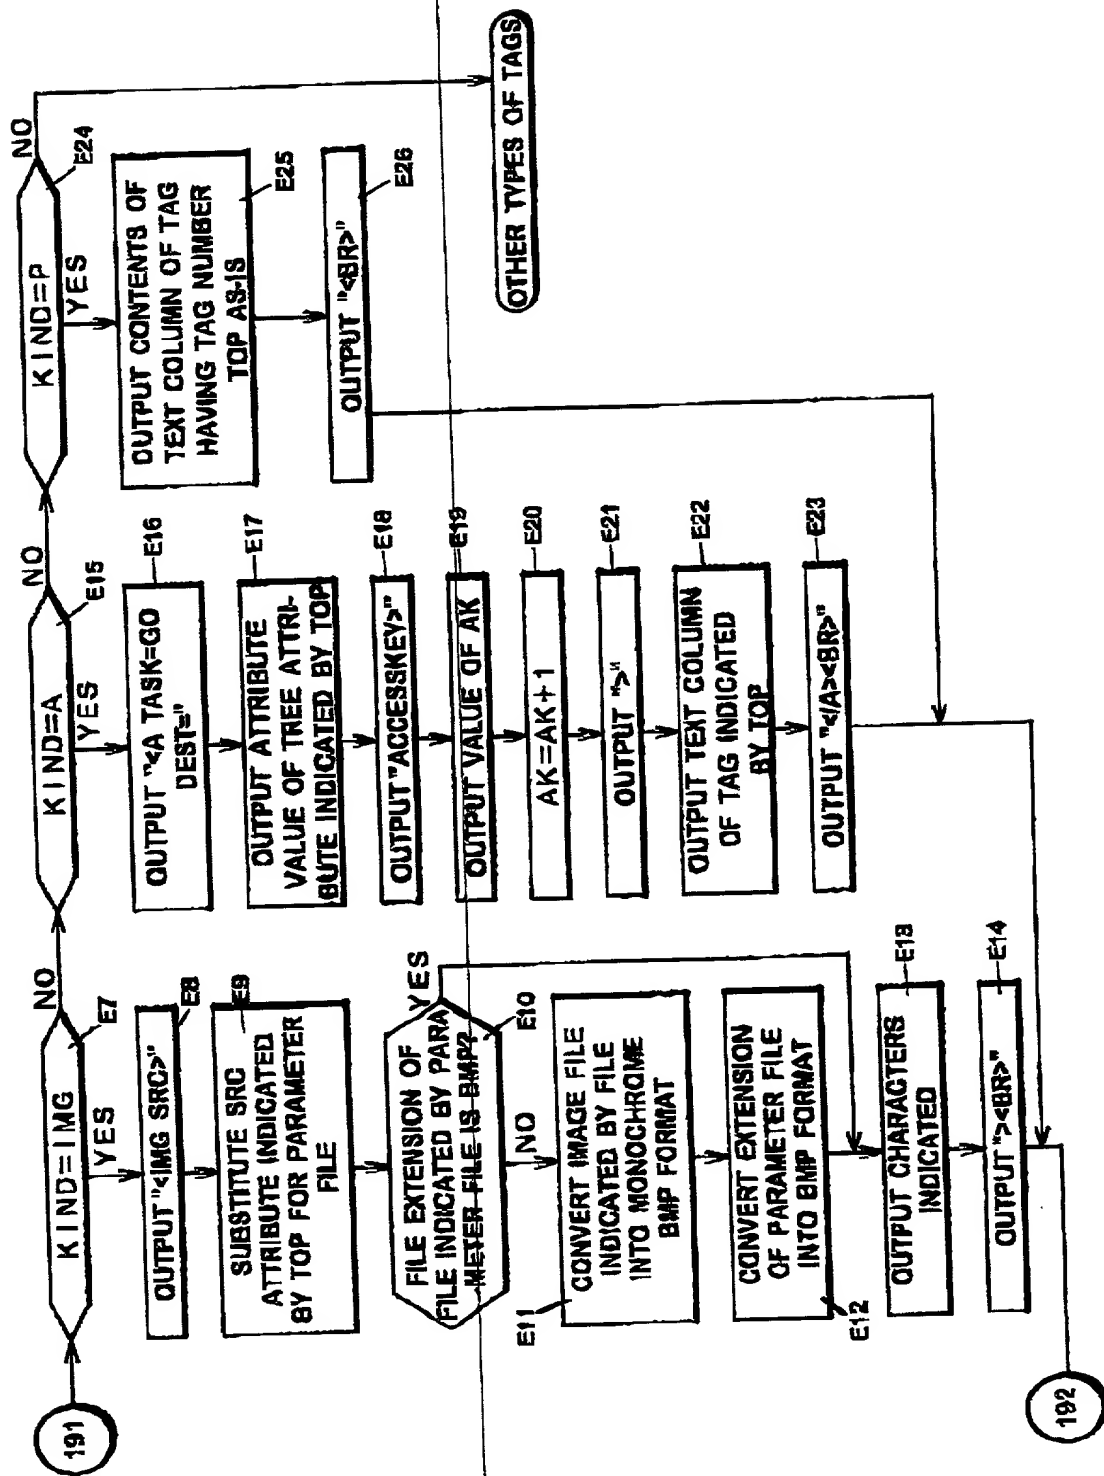 191
KIND=IMG
E7
NO
YES
OUTPUT "<IMG SRC>"
E8
SUBSTITUTE SRC
ATTRIBUTE INDICATED
BY TOP FOR PARAMETER
FILE
E9
FILE EXTENSION OF
FILE INDICATED BY PARA
METER FILE IS BMP?
YES
E10
NO
CONVERT IMAGE FILE
INDICATED BY FILE
INTO MONOCHROME
BMP FORMAT
E11
CONVERT EXTENSION
OF PARAMETER FILE
INTO BMP FORMAT
E12
OUTPUT CHARACTERS
INDICATED
E13
OUTPUT "><BR>"
E14
192
KIND=A
E15
NO
YES
OUTPUT "<A TASK=GO
DEST="
E16
OUTPUT ATTRIBUTE
VALUE OF TREE ATTRI-
BUTE INDICATED BY TOP
E17
OUTPUT"ACCESSKEY>"
E18
OUTPUT VALUE OF AK
E19
AK=AK+1
E20
OUTPUT ">"
E21
OUTPUT TEXT COLUMN
OF TAG INDICATED
BY TOP
E22
OUTPUT "</A><BR>"
E23
KIND=P
E24
NO
YES
OUTPUT CONTENTS OF
TEXT COLUMN OF TAG
HAVING TAG NUMBER
TOP AS-IS
E25
OUTPUT "<BR>"
E26
OTHER TYPES OF TAGS